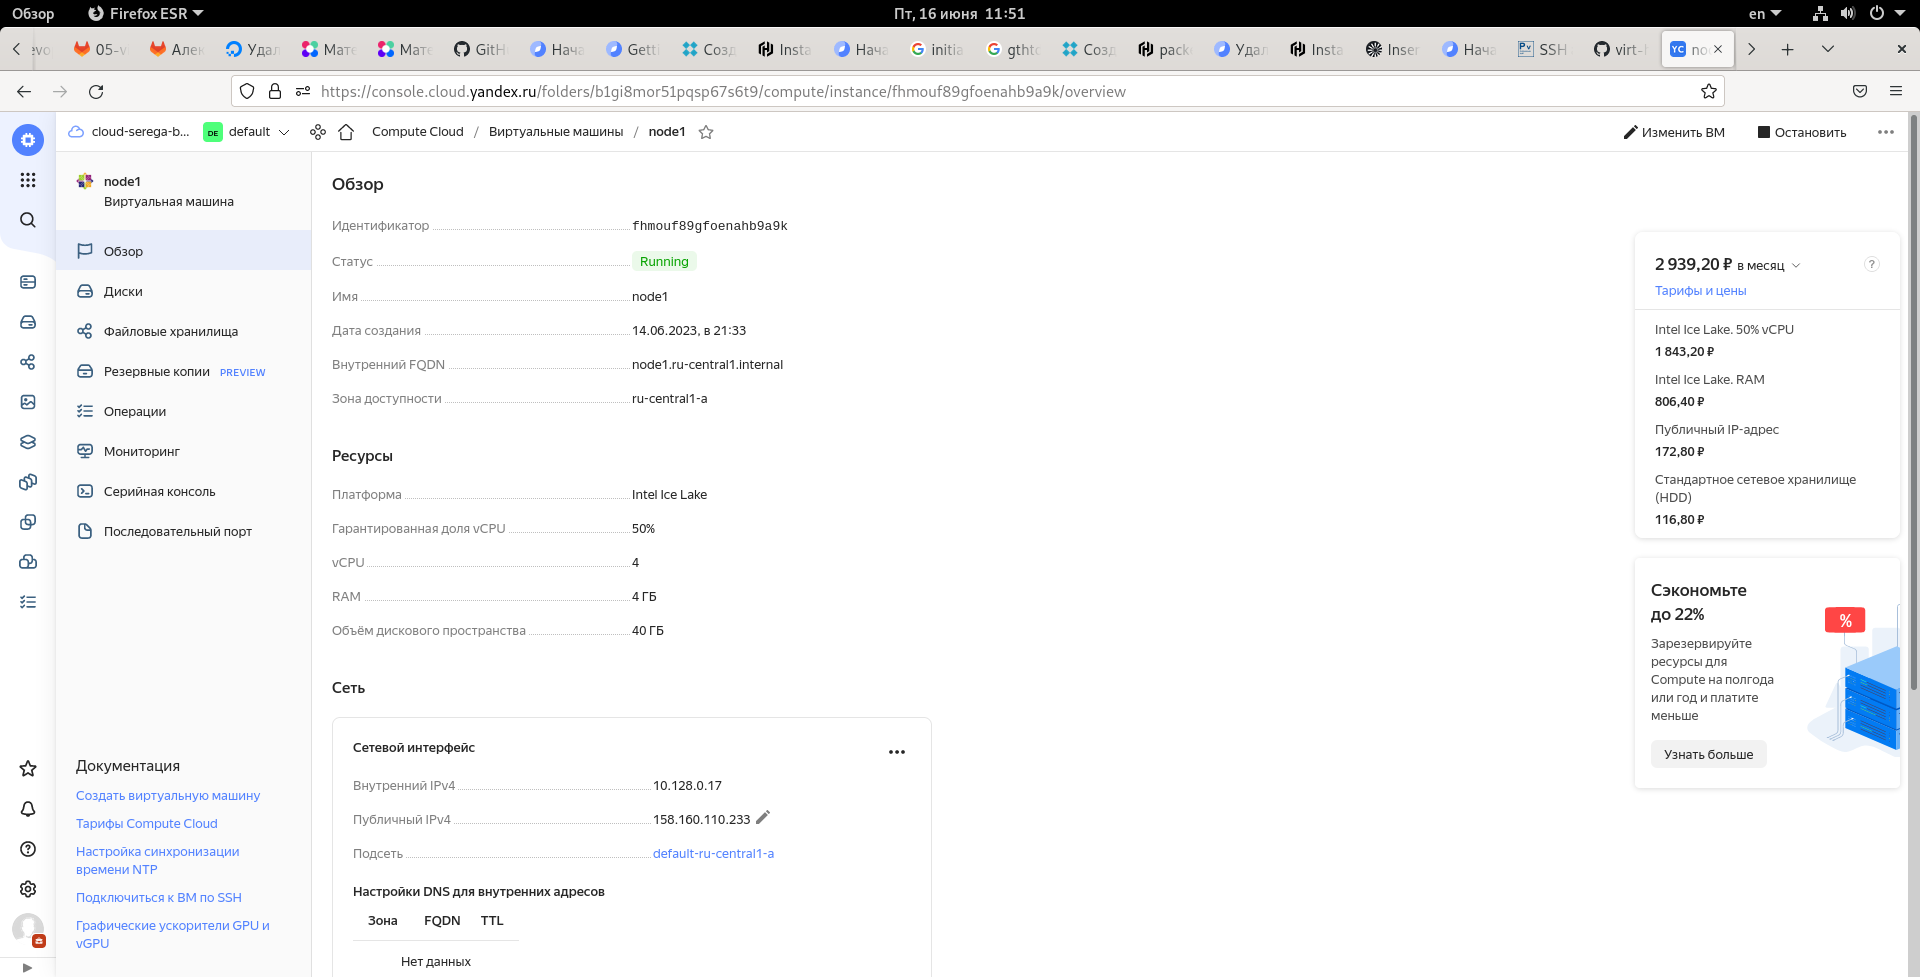 Обзор
Firefox ESR
Пт, 16 июня 11:51
en
05-v
Алек
Удал
Мате
Мате
GitH
Нача
Getti
Созд
Insta
Нача
initia
gthto
Созд
pack
Удал
Insta
Inser
Нача
SSH
virt-h
no
https://console.cloud.yandex.ru/folders/b1gi8mor51pqsp67s6t9/compute/instance/fhmouf89gfoenahb9a9k/overview
cloud-serega-b...
DE default
Compute Cloud / Виртуальные машины / node1
Изменить ВМ
Остановить
node1
Виртуальная машина
Обзор
Диски
Файловые хранилища
Резервные копии PREVIEW
Операции
Мониторинг
Серийная консоль
Последовательный порт
Документация
Создать виртуальную машину
Тарифы Compute Cloud
Настройка синхронизации
времени NTP
Подключиться к ВМ по SSH
Графические ускорители GPU и
vGPU
Обзор
Идентификатор fhmouf89gfoenahb9a9k
Статус Running
Имя node1
Дата создания 14.06.2023, в 21:33
Внутренний FQDN node1.ru-central1.internal
Зона доступности ru-central1-a
Ресурсы
Платформа Intel Ice Lake
Гарантированная доля vCPU 50%
vCPU 4
RAM 4 ГБ
Объём дискового пространства 40 ГБ
Сеть
Сетевой интерфейс
Внутренний IPv4 10.128.0.17
Публичный IPv4 158.160.110.233
Подсеть default-ru-central1-a
Настройки DNS для внутренних адресов
Зона FQDN TTL
Нет данных
2 939,20 ₽ в месяц
?
Тарифы и цены
Intel Ice Lake. 50% vCPU
1 843,20 ₽
Intel Ice Lake. RAM
806,40 ₽
Публичный IP-адрес
172,80 ₽
Стандартное сетевое хранилище
(HDD)
116,80 ₽
Сэкономьте
до 22%
%
Зарезервируйте
ресурсы для
Compute на полгода
или год и платите
меньше
Узнать больше